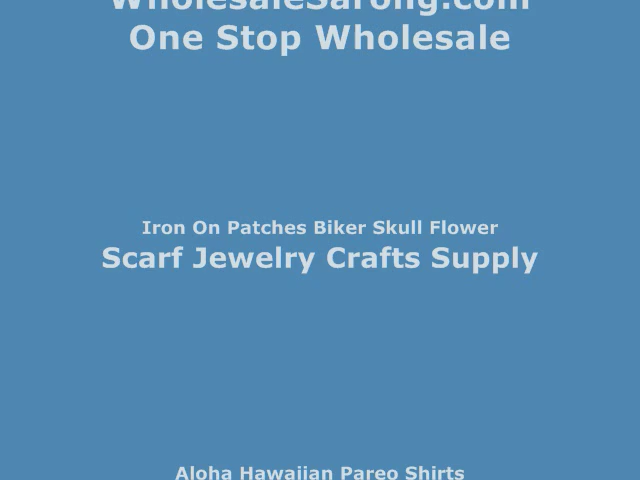 WholesaleSarong.com
One Stop Wholesale
Iron On Patches Biker Skull Flower
Scarf Jewelry Crafts Supply
Aloha Hawaiian Pareo Shirts